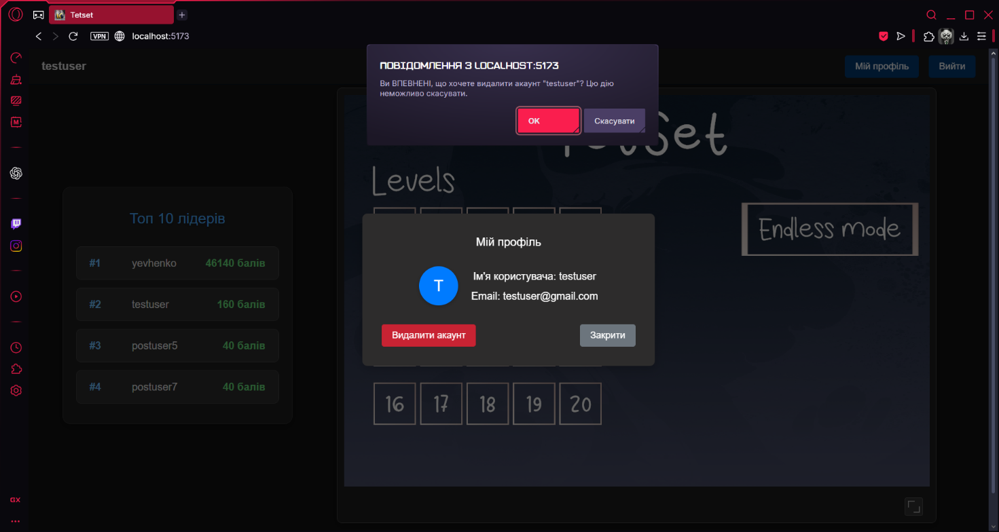 Tetset
VPN
localhost:5173
testuser
Мій профіль
Вийти
ПОВІДОМЛЕННЯ З LOCALHOST:5173
Ви ВПЕВНЕНІ, що хочете видалити акаунт "testuser"? Цю дію
неможливо скасувати.
OK
Скасувати
TetSet
Levels
Endless mode
Топ 10 лідерів
#1 yevhenko 46140 балів
#2 testuser 160 балів
#3 postuser5 40 балів
#4 postuser7 40 балів
Мій профіль
T
Ім'я користувача: testuser
Email: testuser@gmail.com
Видалити акаунт
Закрити
16 17 18 19 20
GX